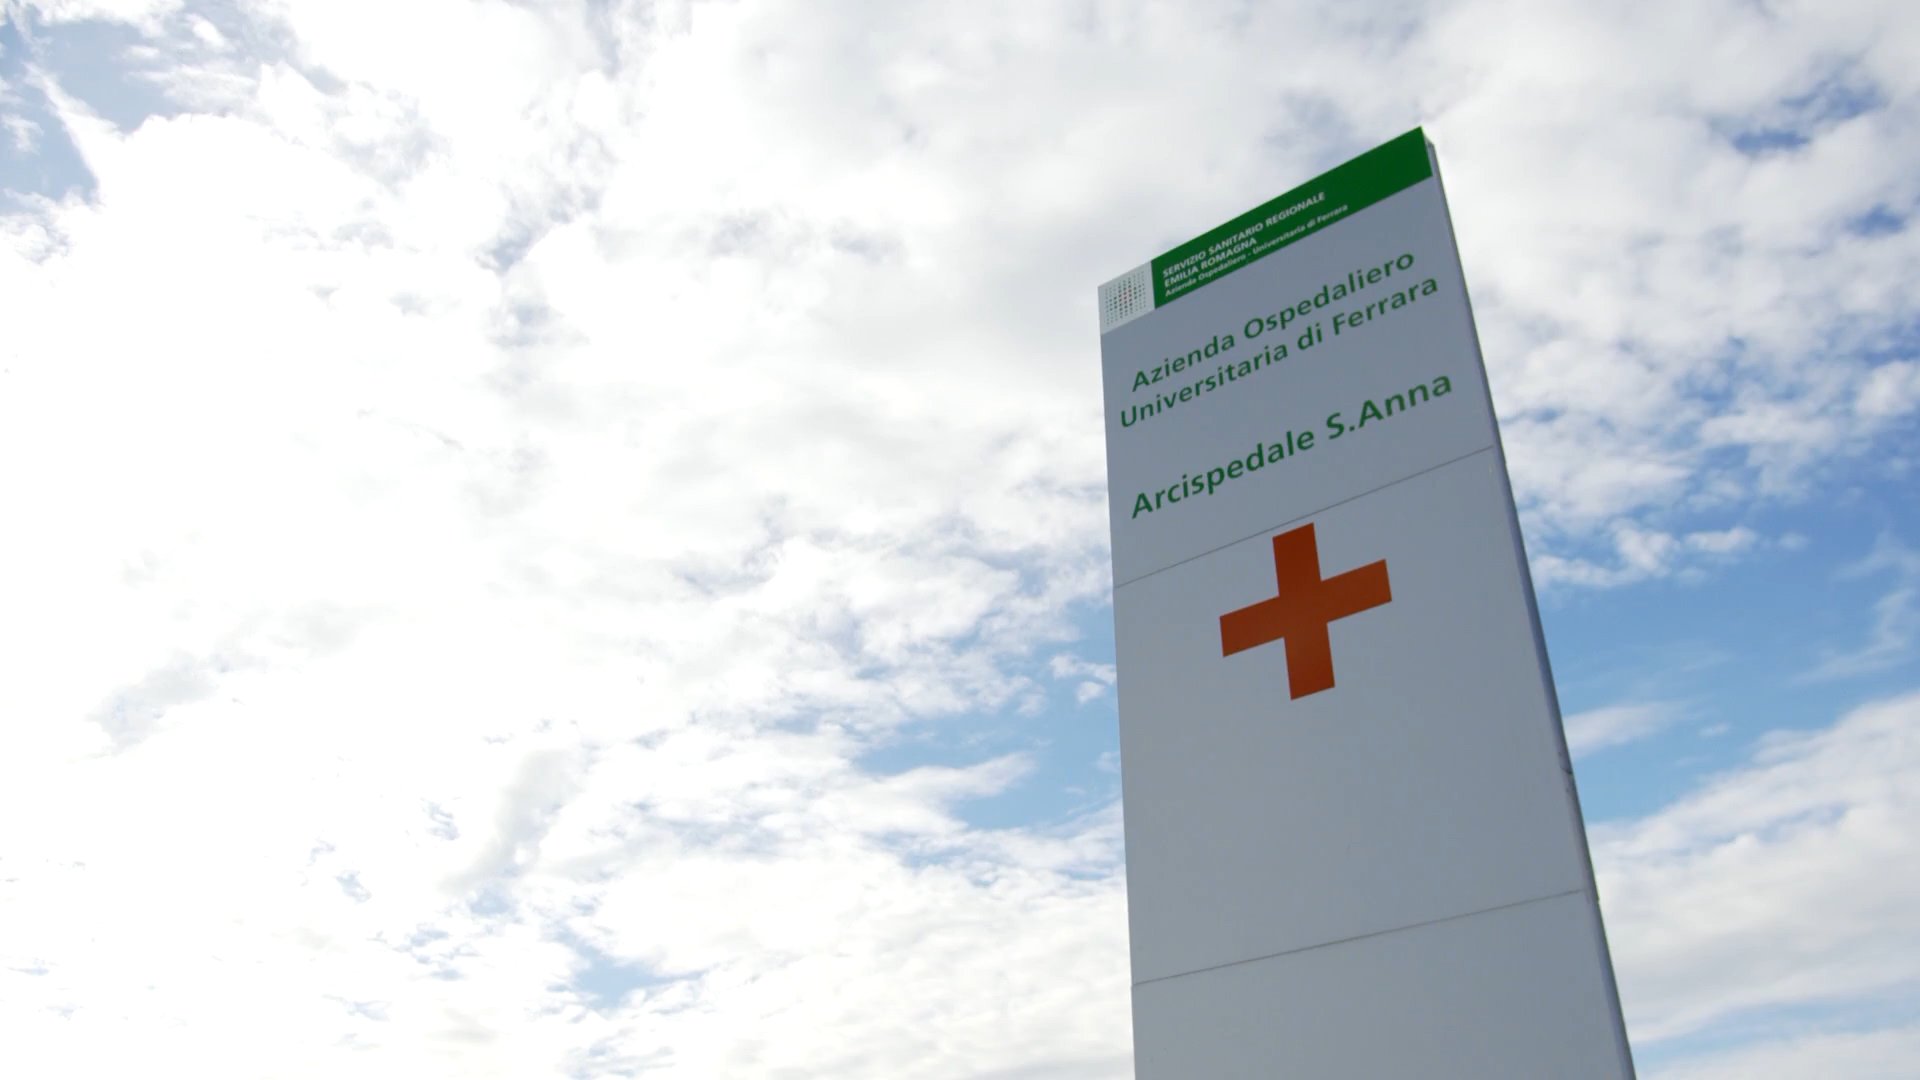 SERVIZIO SANITARIO REGIONALE
EMILIA ROMAGNA
Azienda Ospedaliero - Universitaria di Ferrara
Azienda Ospedaliero
Universitaria di Ferrara
Arcispedale S.Anna